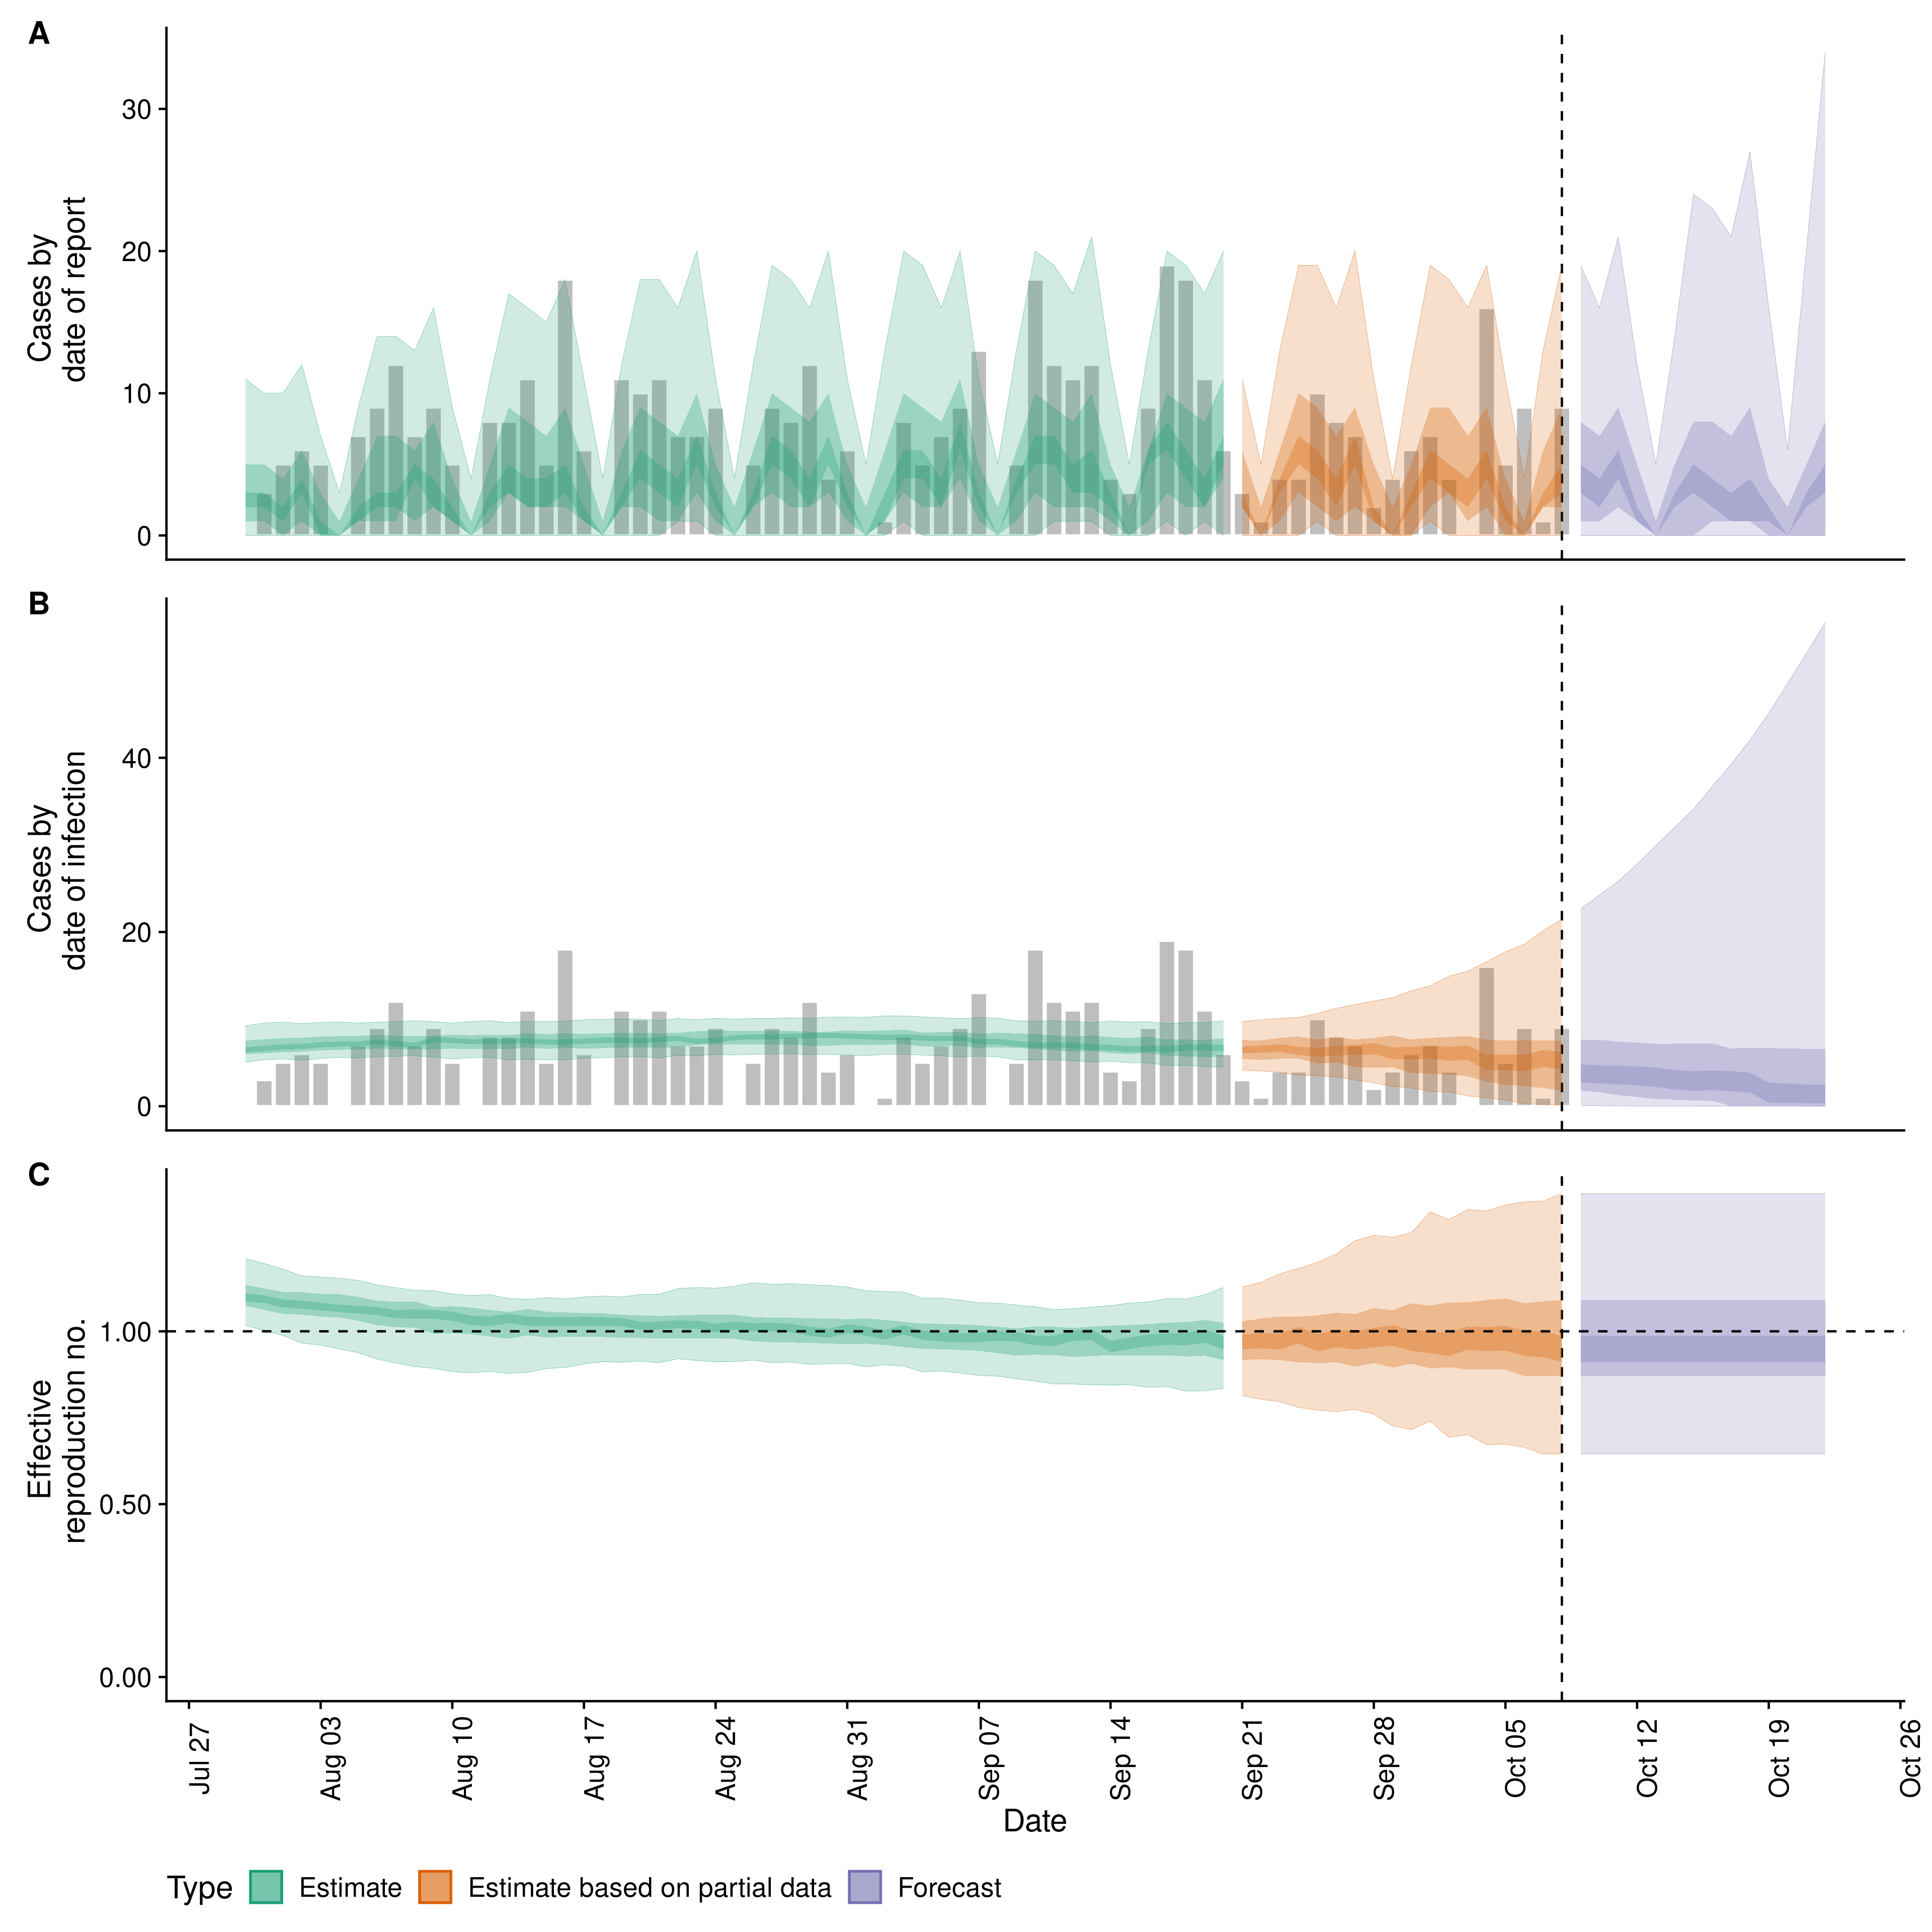 A
Cases by
date of report
30
20
10
0
B
Cases by
date of infection
40
20
0
C
Effective
reproduction no.
1.00
0.50
0.00
Jul 27
Aug 03
Aug 10
Aug 17
Aug 24
Aug 31
Sep 07
Sep 14
Sep 21
Sep 28
Oct 05
Oct 12
Oct 19
Oct 26
Date
Type
Estimate
Estimate based on partial data
Forecast